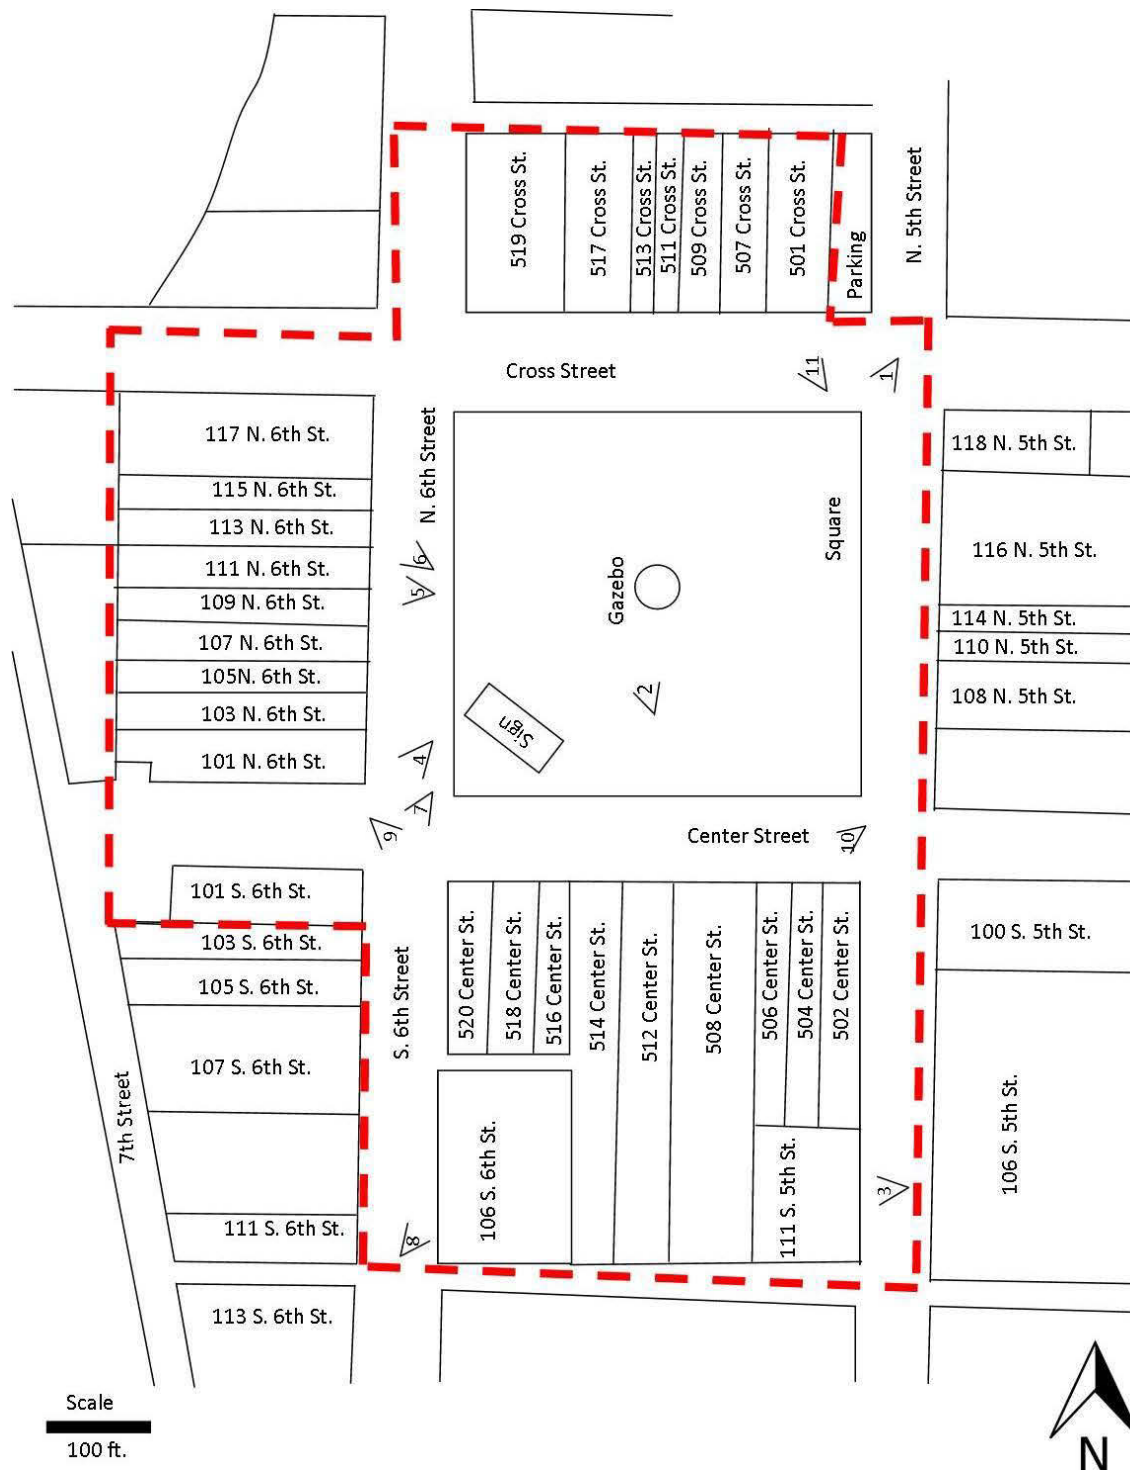 519 Cross St.
517 Cross St.
513 Cross St.
511 Cross St.
509 Cross St.
507 Cross St.
501 Cross St.
Parking
N. 5th Street
Cross Street
11
1
117 N. 6th St.
115 N. 6th St.
113 N. 6th St.
111 N. 6th St.
109 N. 6th St.
107 N. 6th St.
105N. 6th St.
103 N. 6th St.
101 N. 6th St.
N. 6th Street
6
5
4
7
9
Gazebo
Square
2
Sign
118 N. 5th St.
116 N. 5th St.
114 N. 5th St.
110 N. 5th St.
108 N. 5th St.
Center Street
10
101 S. 6th St.
103 S. 6th St.
105 S. 6th St.
107 S. 6th St.
111 S. 6th St.
113 S. 6th St.
7th Street
S. 6th Street
8
520 Center St.
518 Center St.
516 Center St.
514 Center St.
512 Center St.
508 Center St.
506 Center St.
504 Center St.
502 Center St.
106 S. 6th St.
111 S. 5th St.
3
100 S. 5th St.
106 S. 5th St.
Scale
100 ft.
N